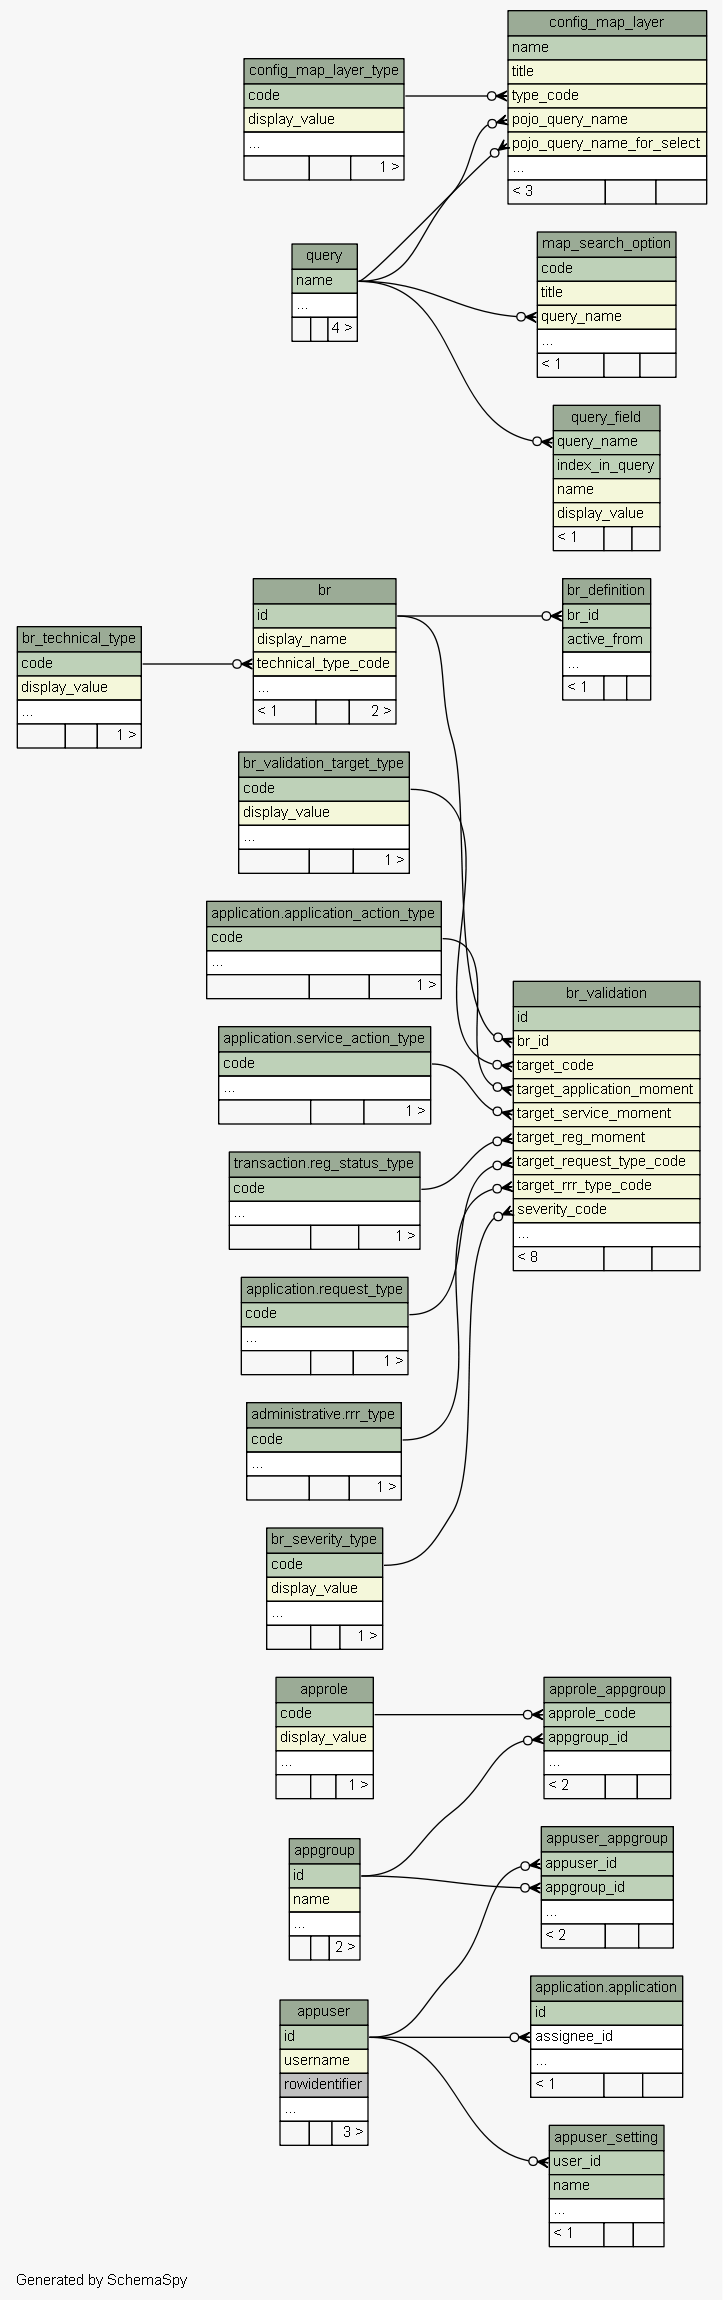 config_map_layer
name
title
type_code
pojo_query_name
pojo_query_name_for_select
...
< 3
config_map_layer_type
code
display_value
...
1 >
query
name
...
4 >
map_search_option
code
title
query_name
...
< 1
query_field
query_name
index_in_query
name
display_value
< 1
br
id
display_name
technical_type_code
...
< 1 2 >
br_definition
br_id
active_from
...
< 1
br_technical_type
code
display_value
...
1 >
br_validation_target_type
code
display_value
...
1 >
application.application_action_type
code
...
1 >
br_validation
id
br_id
target_code
target_application_moment
target_service_moment
target_reg_moment
target_request_type_code
target_rrr_type_code
severity_code
...
< 8
application.service_action_type
code
...
1 >
transaction.reg_status_type
code
...
1 >
application.request_type
code
...
1 >
administrative.rrr_type
code
...
1 >
br_severity_type
code
display_value
...
1 >
approle
code
display_value
...
1 >
approle_appgroup
approle_code
appgroup_id
...
< 2
appgroup
id
name
...
2 >
appuser_appgroup
appuser_id
appgroup_id
...
< 2
application.application
id
assignee_id
...
< 1
appuser
id
username
rowidentifier
...
3 >
appuser_setting
user_id
name
...
< 1
Generated by SchemaSpy